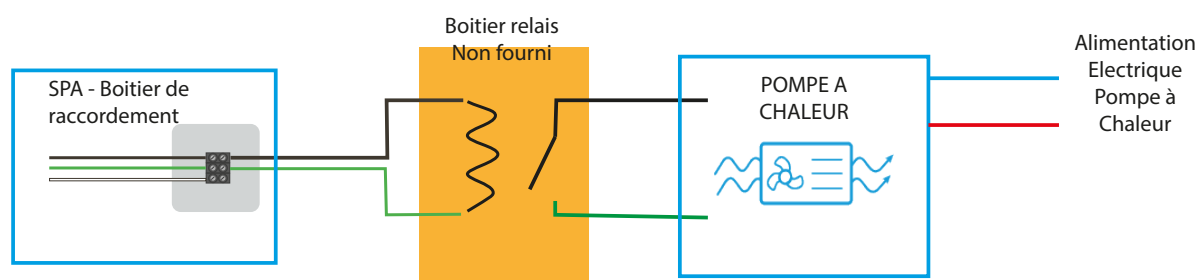 Boitier relais
Non fourni
SPA - Boitier de
raccordement
POMPE A
CHALEUR
Alimentation
Electrique
Pompe à
Chaleur